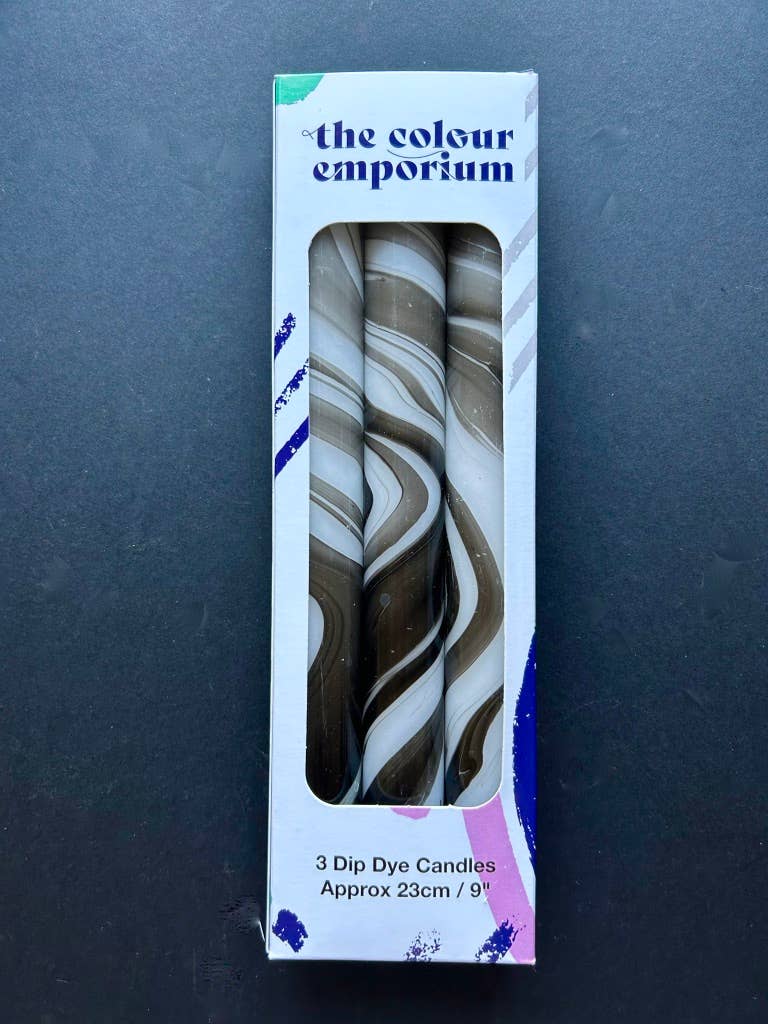 the colour
emporium
3 Dip Dye Candles
Approx 23cm / 9"